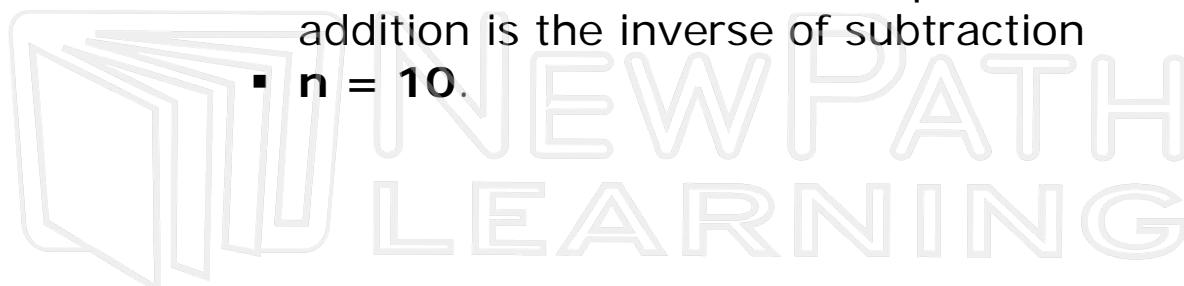 addition is the inverse of subtraction
▪ n = 10.
NEWPATH
LEARNING